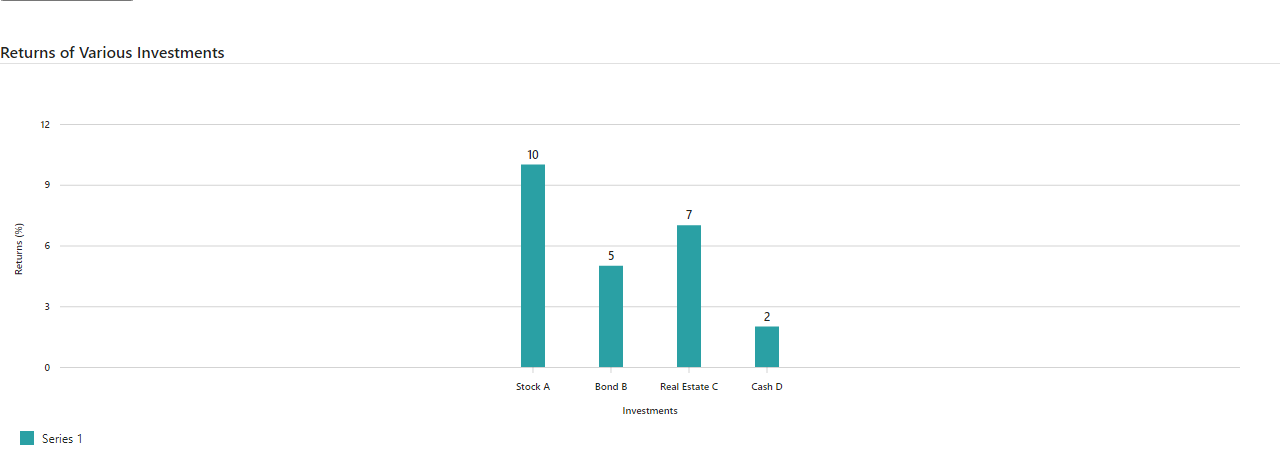 Returns of Various Investments
12
10
9
7
Returns (%)
6
5
3
2
0
Stock A Bond B Real Estate C Cash D
Investments
Series 1